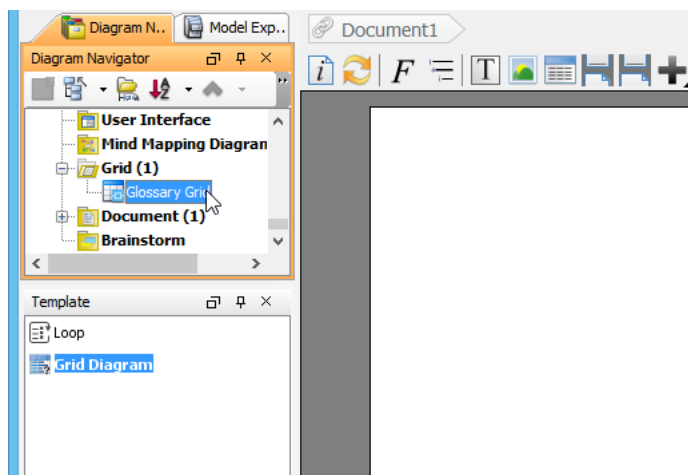 Diagram N..
Model Exp..
Document1
Diagram Navigator
User Interface
Mind Mapping Diagran
Grid (1)
Glossary Grid
Document (1)
Brainstorm
Template
Loop
Grid Diagram